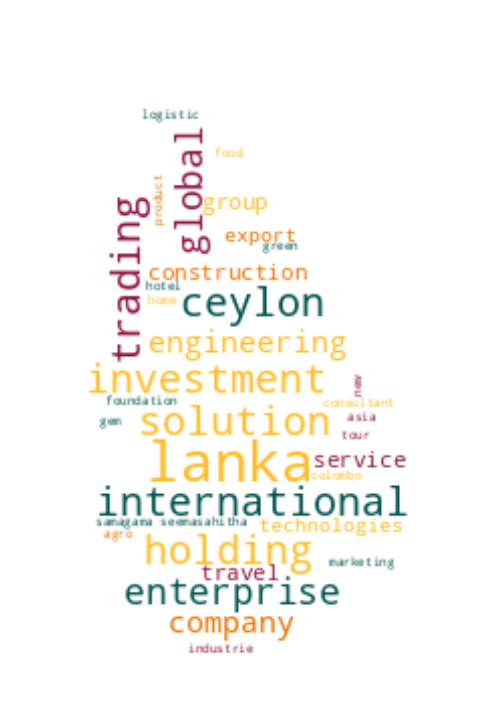 logistic
global
food
product
trading
group
export
green
construction
hotel
home
ceylon
engineering
investment
new
foundation
consultant
gem
solution
asia
tour
lanka
service
colombo
international
samagama seemasahitha
technologies
agro
holding
travel
marketing
enterprise
company
industrie